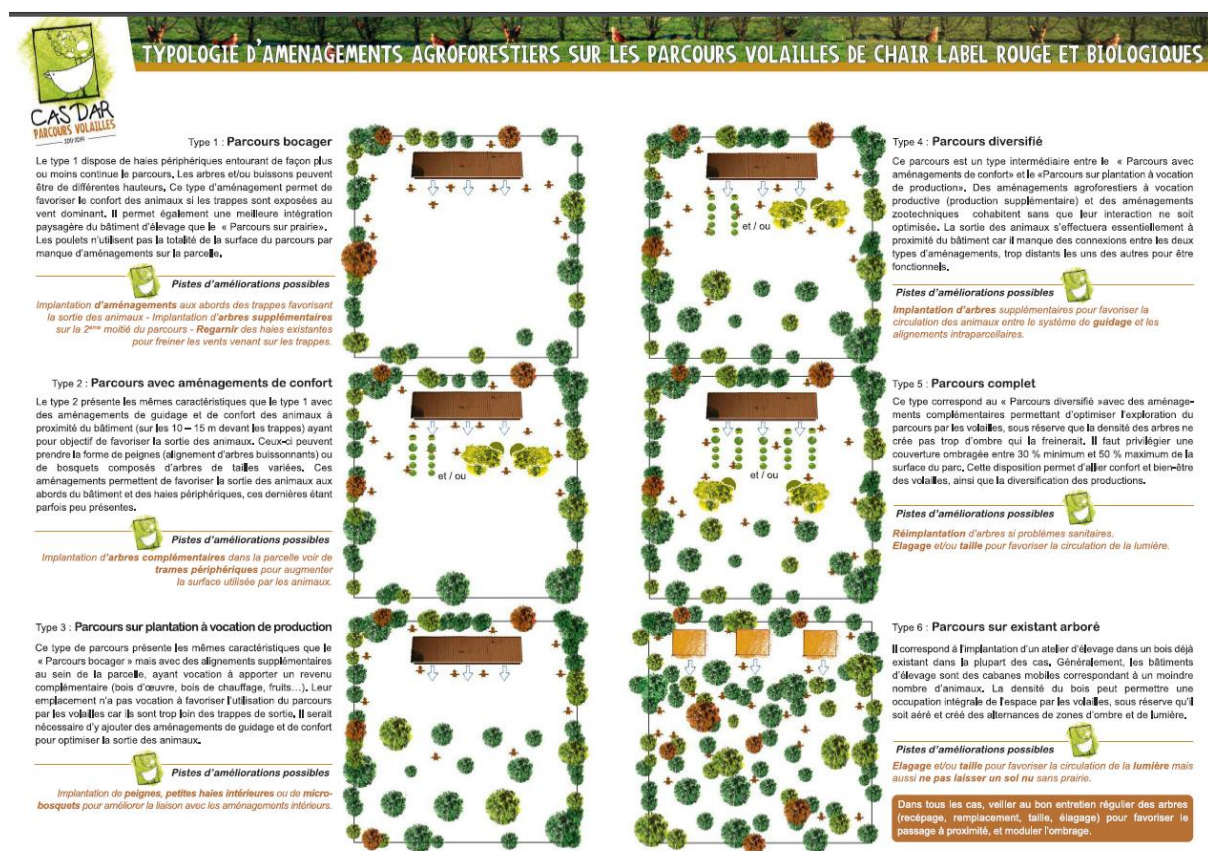 TYPOLOGIE D'AMENAGEMENTS AGROFORESTIERS SUR LES PARCOURS VOLAILLES DE CHAIR LABEL ROUGE ET BIOLOGIQUES
CASDAR
PARCOURS VOLAILLES
Type 1 : Parcours bocager
Le type 1 dispose de haies périphériques entourant de façon plus
ou moins continue le parcours. Les arbres et/ou buissons peuvent
être de différentes hauteurs. Ce type d'aménagement permet de
favoriser le confort des animaux si les trappes sont exposées au
vent dominant. Il permet également une meilleure intégration
paysagère du bâtiment d'élevage que le « Parcours sur prairie».
Les poulets n'utilisent pas la totalité de la surface du parcours par
manque d'aménagements sur la parcelle.
Pistes d'améliorations possibles
Implantation d'aménagements aux abords des trappes favorisant
la sortie des animaux - Implantation d'arbres supplémentaires
sur la 2ème moitié du parcours - Regarnir des haies existantes
pour freiner les vents venant sur les trappes.
Type 2 : Parcours avec aménagements de confort
Le type 2 présente les mêmes caractéristiques que le type 1 avec
des aménagements de guidage et de confort des animaux à
proximité du bâtiment (sur les 10 – 15 m devant les trappes) ayant
pour objectif de favoriser la sortie des animaux. Ceux-ci peuvent
prendre la forme de peignes (alignement d'arbres buissonnants) ou
de bosquets composés d'arbres de tailles variées. Ces
aménagements permettent de favoriser la sortie des animaux aux
abords du bâtiment et des haies périphériques, ces dernières étant
parfois peu présentes.
et / ou
Pistes d'améliorations possibles
Implantation d'arbres complémentaires dans la parcelle voir de
trames périphériques pour augmenter
la surface utilisée par les animaux.
Type 3 : Parcours sur plantation à vocation de production
Ce type de parcours présente les mêmes caractéristiques que le
« Parcours bocager » mais avec des alignements supplémentaires
au sein de la parcelle, ayant vocation à apporter un revenu
complémentaire (bois d'œuvre, bois de chauffage, fruits…). Leur
emplacement n'a pas vocation à favoriser l'utilisation du parcours
par les volailles car ils sont trop loin des trappes de sortie. Il serait
nécessaire d'y ajouter des aménagements de guidage et de confort
pour optimiser la sortie des animaux.
Pistes d'améliorations possibles
Implantation de peignes, petites haies intérieures ou de micro-
bosquets pour améliorer la liaison avec les aménagements intérieurs.
Type 4 : Parcours diversifié
Ce parcours est un type intermédiaire entre le « Parcours avec
aménagements de confort» et le «Parcours sur plantation à vocation
de production». Des aménagements agroforestiers à vocation
productive (production supplémentaire) et des aménagements
zootechniques cohabitent sans que leur interaction ne soit
optimisée. La sortie des animaux s'effectuera essentiellement à
proximité du bâtiment car il manque des connexions entre les deux
types d'aménagements, trop distants les uns des autres pour être
fonctionnels.
et / ou
Pistes d'améliorations possibles
Implantation d'arbres supplémentaires pour favoriser la
circulation des animaux entre le système de guidage et les
alignements intraparcellaires.
Type 5 : Parcours complet
Ce type correspond au « Parcours diversifié »avec des aménage-
ments complémentaires permettant d'optimiser l'exploration du
parcours par les volailles, sous réserve que la densité des arbres ne
crée pas trop d'ombre qui la freinerait. Il faut privilégier une
couverture ombragée entre 30 % minimum et 50 % maximum de la
surface du parc. Cette disposition permet d'allier confort et bien-être
des volailles, ainsi que la diversification des productions.
et / ou
Pistes d'améliorations possibles
Réimplantation d'arbres si problèmes sanitaires.
Elagage et/ou taille pour favoriser la circulation de la lumière.
Type 6 : Parcours sur existant arboré
Il correspond à l'implantation d'un atelier d'élevage dans un bois déjà
existant dans la plupart des cas. Généralement, les bâtiments
d'élevage sont des cabanes mobiles correspondant à un moindre
nombre d'animaux. La densité du bois peut permettre une
occupation intégrale de l'espace par les volailles, sous réserve qu'il
soit aéré et créé des alternances de zones d'ombre et de lumière.
Pistes d'améliorations possibles
Elagage et/ou taille pour favoriser la circulation de la lumière mais
aussi ne pas laisser un sol nu sans prairie.
Dans tous les cas, veiller au bon entretien régulier des arbres
(recépage, remplacement, taille, élagage) pour favoriser le
passage à proximité, et moduler l'ombrage.